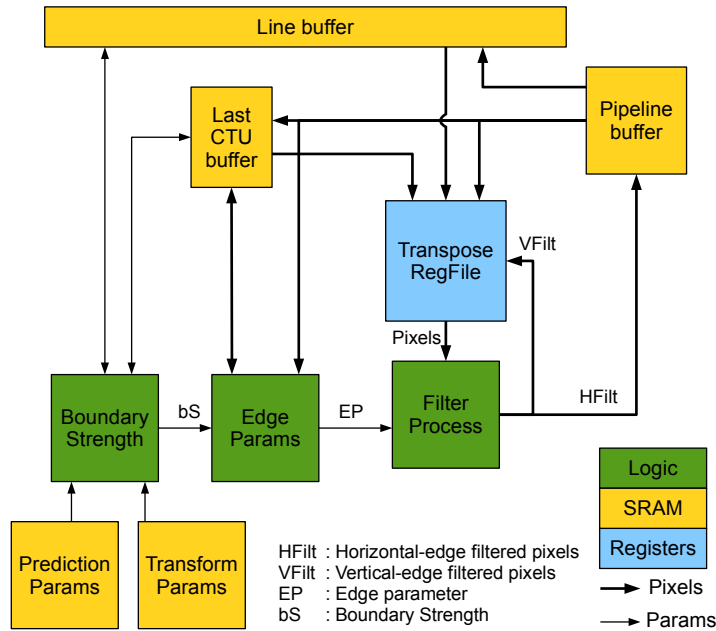 Line buffer
Last
CTU
buffer
Pipeline
buffer
Transpose
RegFile
VFilt
Pixels
Boundary
Strength
bS
Edge
Params
EP
Filter
Process
HFilt
Logic
SRAM
Registers
Pixels
Params
Prediction
Params
Transform
Params
HFilt : Horizontal-edge filtered pixels
VFilt : Vertical-edge filtered pixels
EP : Edge parameter
bS : Boundary Strength